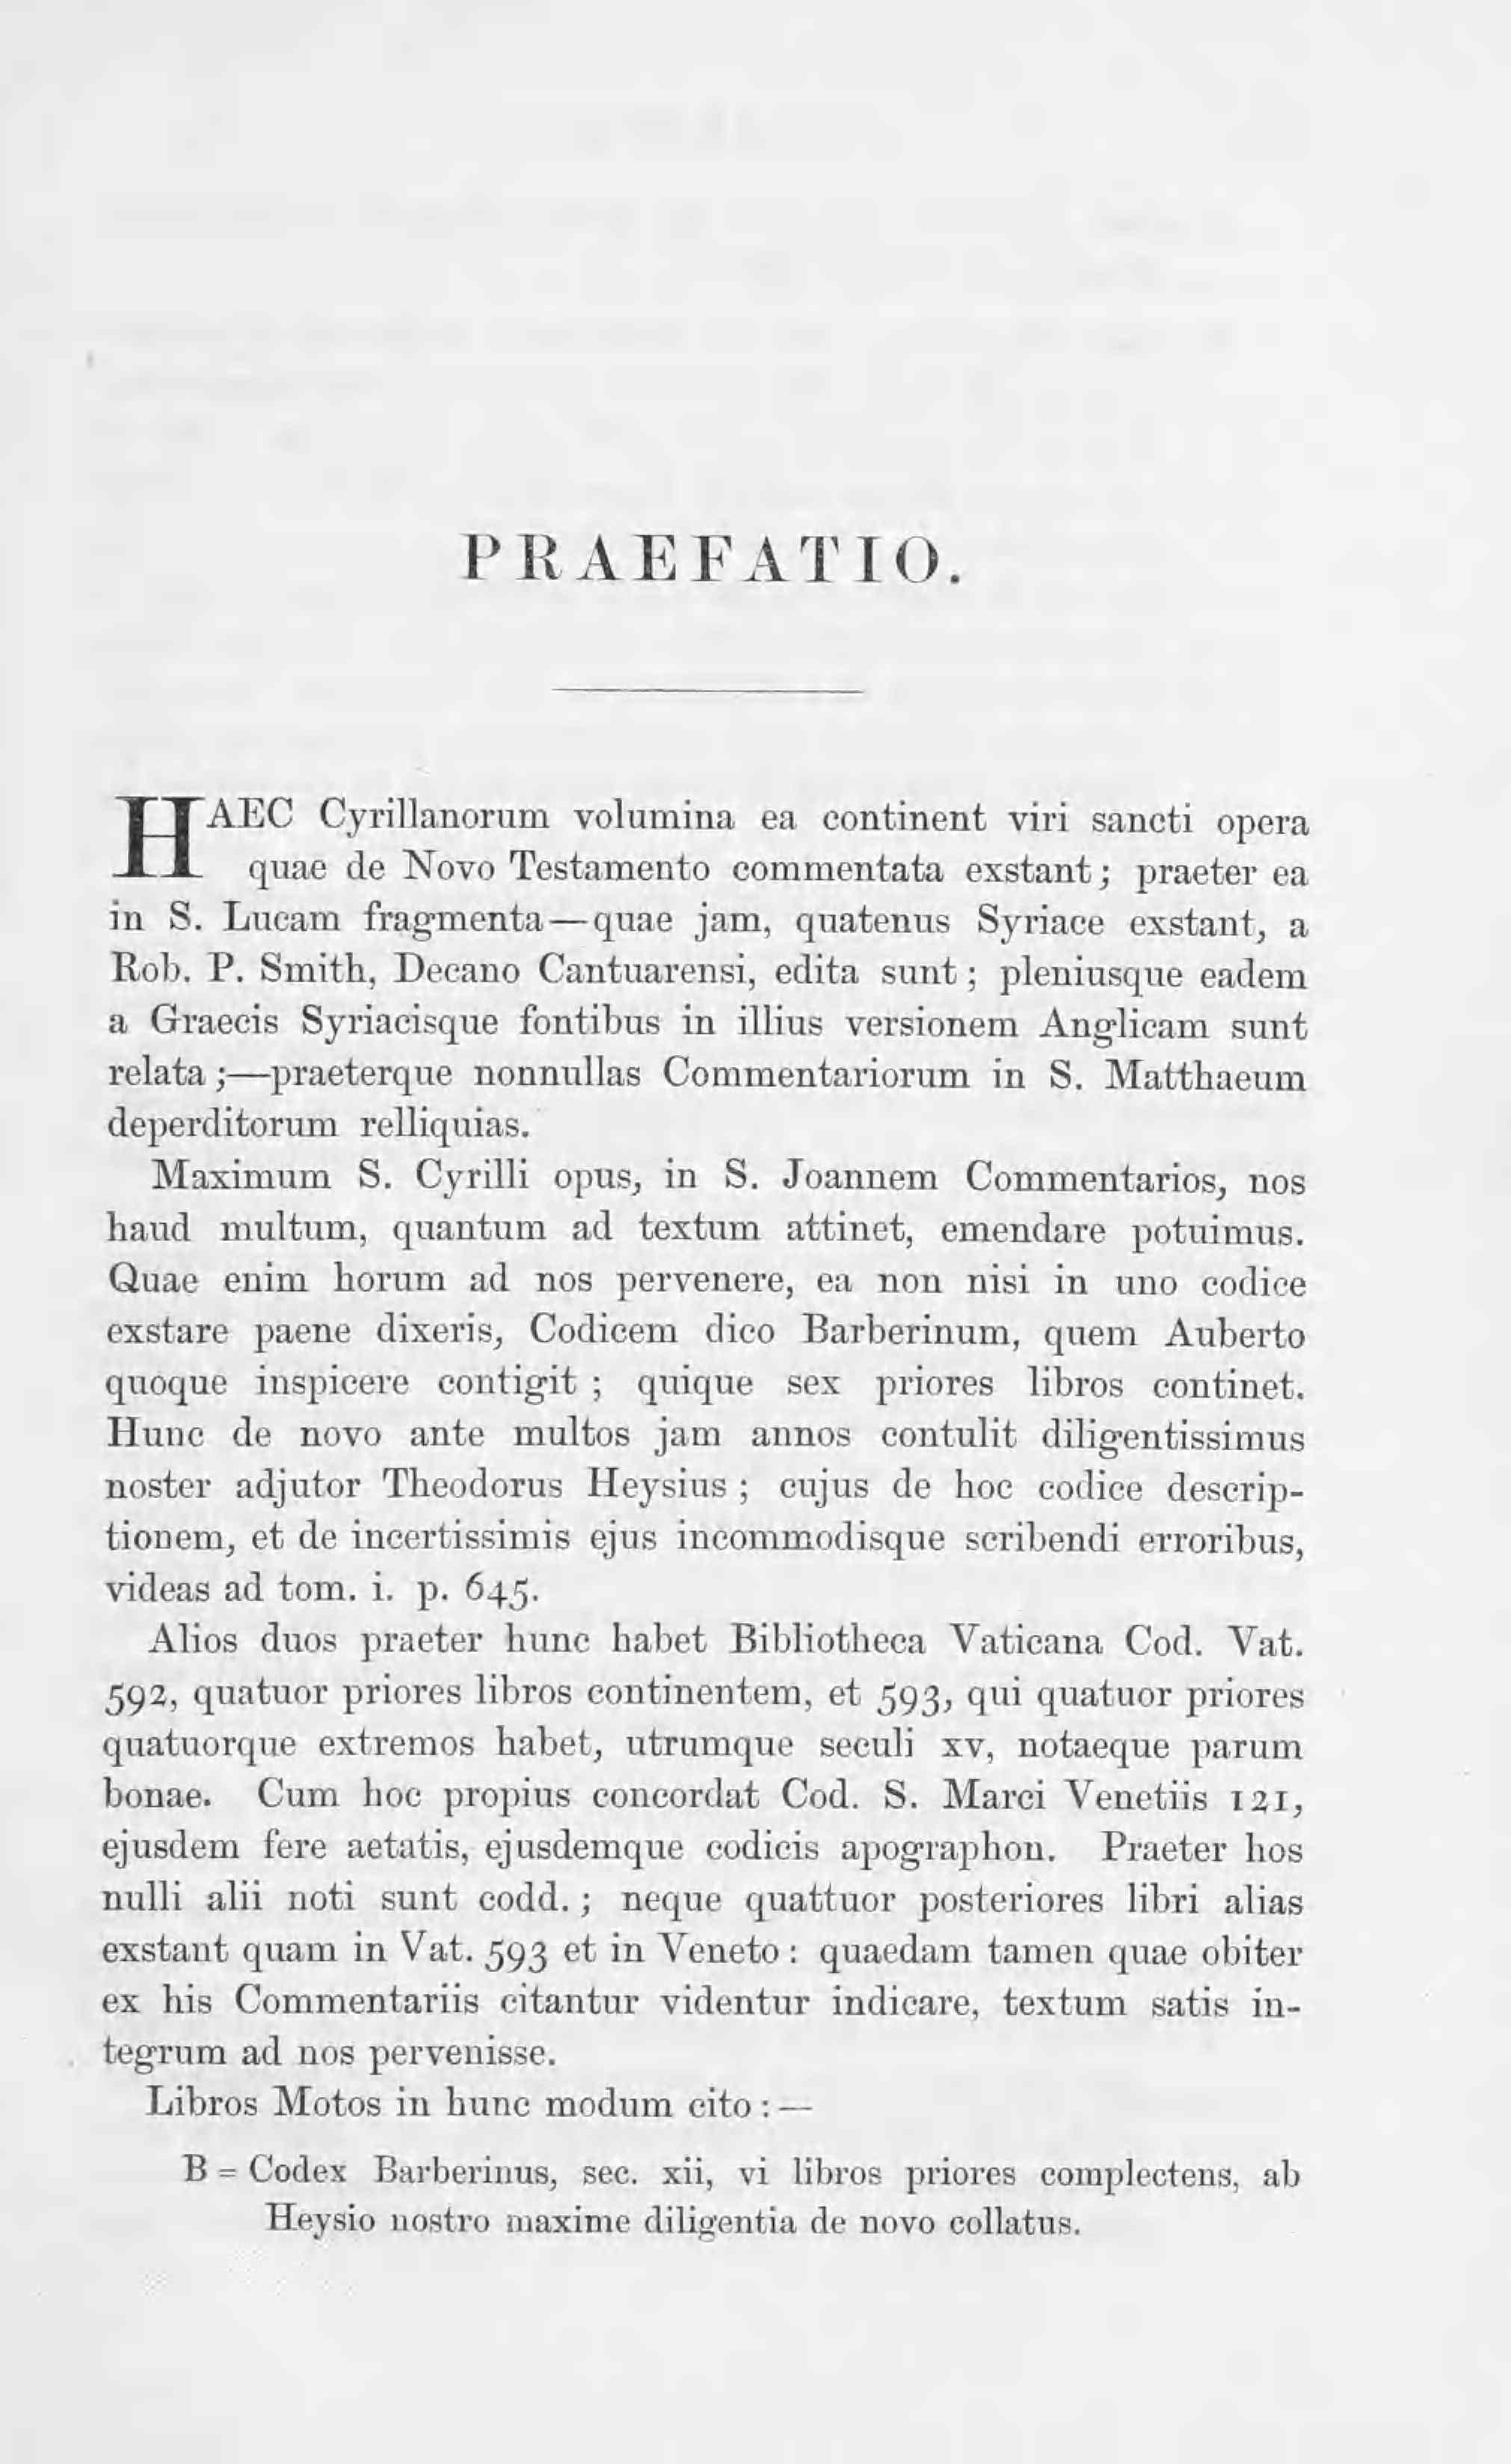 PRAEFATIO.
HAEC Cyrillanorum volumina ea continent viri sancti opera
quae de Novo Testamento commentata exstant; praeter ea
in S. Lucam fragmenta—quae jam, quatenus Syriace exstant, a
Rob. P. Smith, Decano Cantuarensi, edita sunt; pleniusque eadem
a Graecis Syriacisque fontibus in illius versionem Anglicam sunt
relata;—praeterque nonnullas Commentariorum in S. Matthaeum
deperditorum relliquias.
Maximum S. Cyrilli opus, in S. Joannem Commentarios, nos
haud multum, quantum ad textum attinet, emendare potuimus.
Quae enim horum ad nos pervenere, ea non nisi in uno codice
exstare paene dixeris, Codicem dico Barberinum, quem Auberto
quoque inspicere contigit; quique sex priores libros continet.
Hunc de novo ante multos jam annos contulit diligentissimus
noster adjutor Theodorus Heysius; cujus de hoc codice descrip-
tionem, et de incertissimis ejus incommodisque scribendi erroribus,
videas ad tom. i. p. 645.
Alios duos praeter hunc habet Bibliotheca Vaticana Cod. Vat.
592, quatuor priores libros continentem, et 593, qui quatuor priores
quatuorque extremos habet, utrumque seculi xv, notaeque parum
bonae. Cum hoc propius concordat Cod. S. Marci Venetiis 121,
ejusdem fere aetatis, ejusdemque codicis apographon. Praeter hos
nulli alii noti sunt codd.; neque quattuor posteriores libri alias
exstant quam in Vat. 593 et in Veneto: quaedam tamen quae obiter
ex his Commentariis citantur videntur indicare, textum satis in-
tegrum ad nos pervenisse.
Libros Motos in hunc modum cito:—
B = Codex Barberinus, sec. xii, vi libros priores complectens, ab
Heysio nostro maxime diligentia de novo collatus.